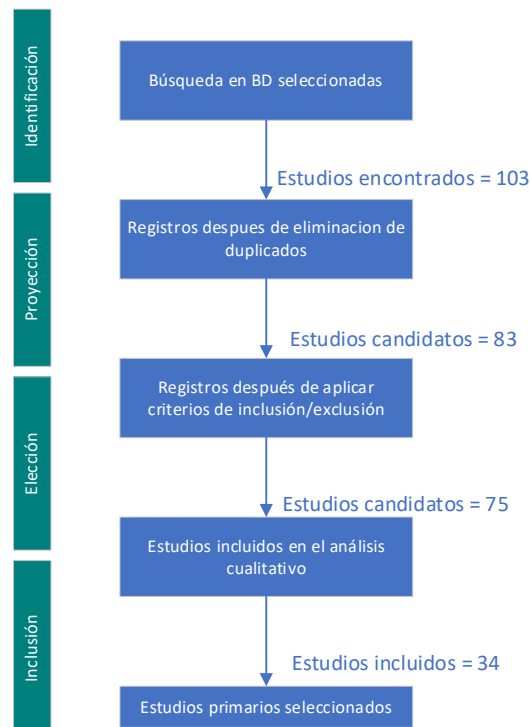 Identificación
Búsqueda en BD seleccionadas
Estudios encontrados = 103
Proyección
Registros despues de eliminacion de
duplicados
Estudios candidatos = 83
Elección
Registros después de aplicar
criterios de inclusión/exclusión
Estudios candidatos = 75
Estudios incluidos en el análisis
cualitativo
Inclusión
Estudios incluidos = 34
Estudios primarios seleccionados